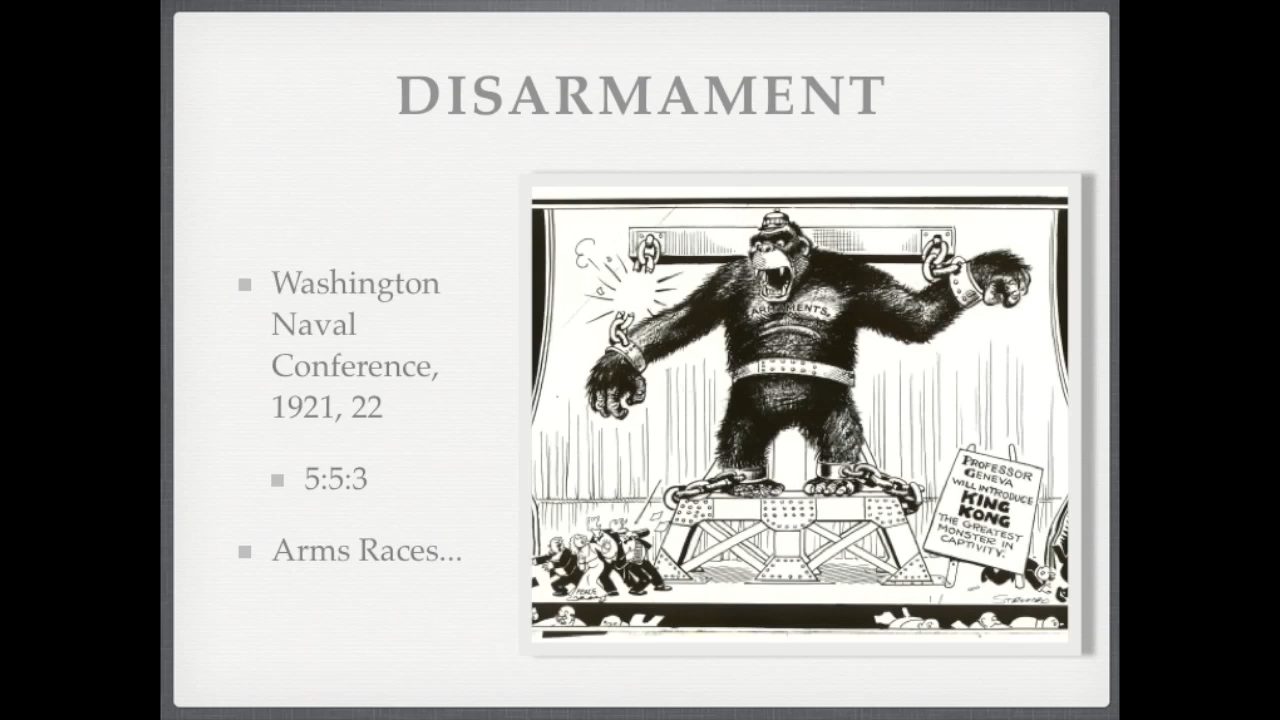 DISARMAMENT
Washington
Naval
Conference,
1921, 22
5:5:3
Arms Races...
ARMAMENTS
PROFESSOR
GENEVA
WILL INTRODUCE
KING
KONG
THE GREATEST
MONSTER IN
CAPTIVITY.
PEACE